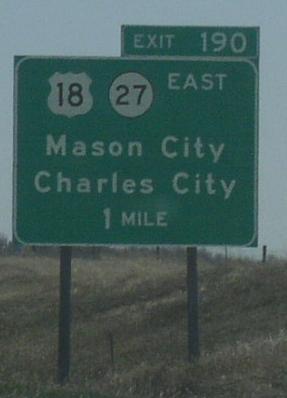 EXIT 190
18 27 EAST
Mason City
Charles City
1 MILE